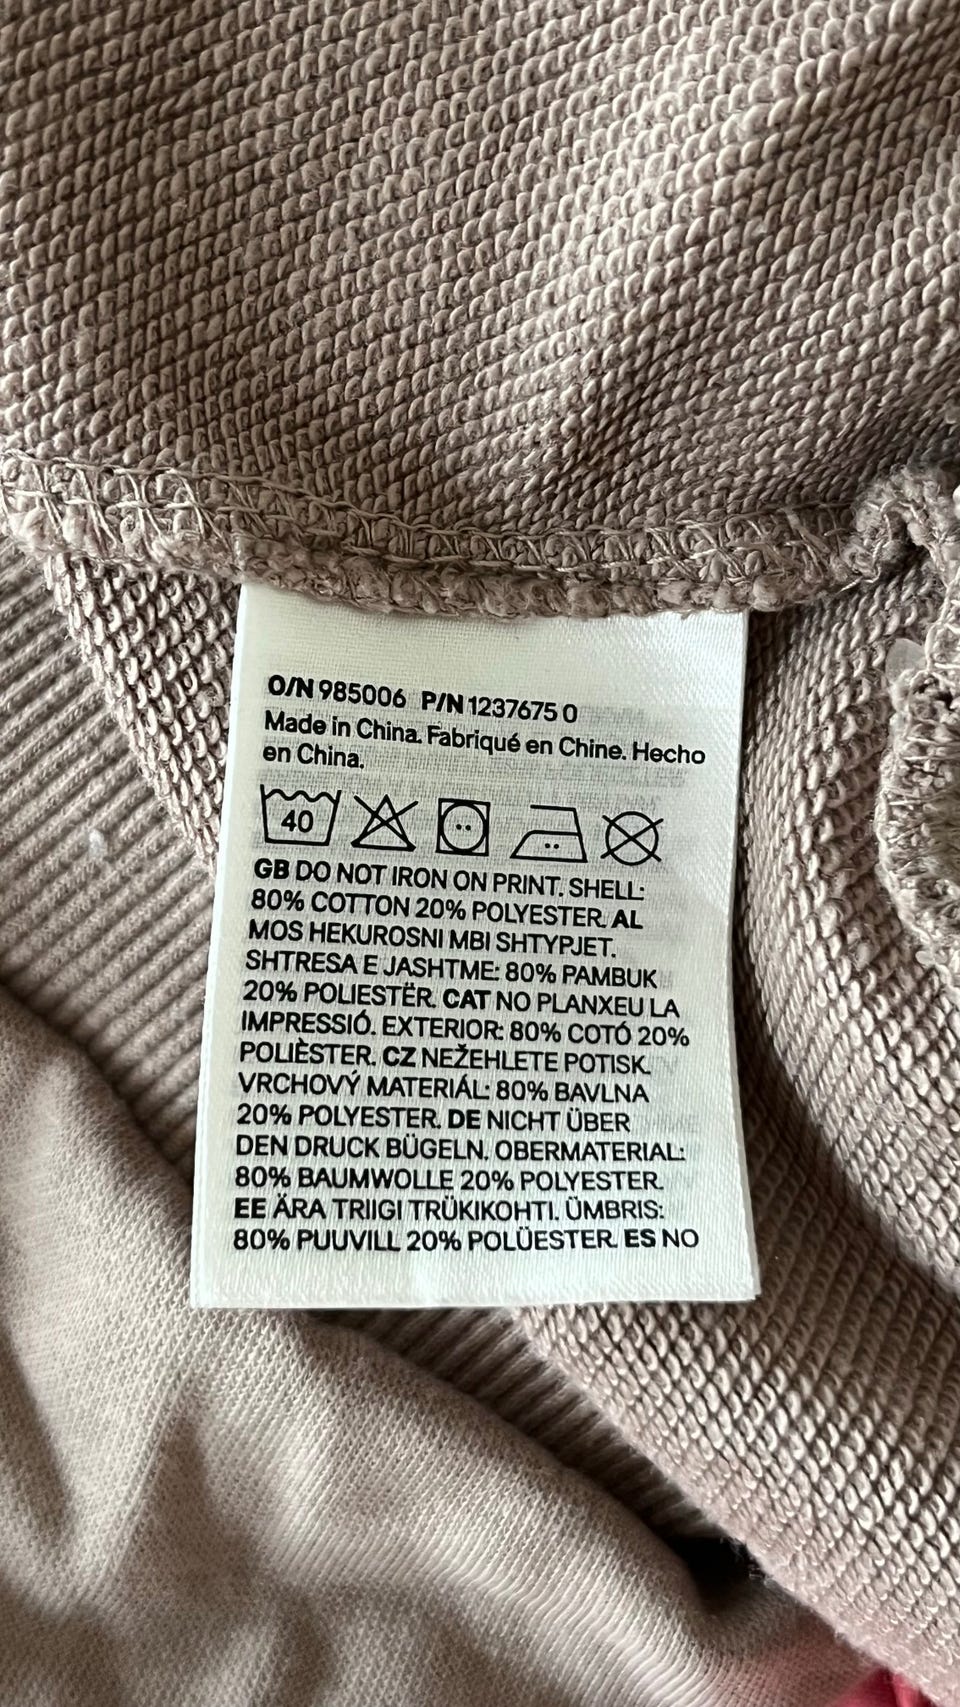 O/N 985006 P/N 1237675 0
Made in China. Fabriqué en Chine. Hecho
en China.
40
GB DO NOT IRON ON PRINT. SHELL:
80% COTTON 20% POLYESTER. AL
MOS HEKUROSNI MBI SHTYPJET.
SHTRESA E JASHTME: 80% PAMBUK
20% POLIESTËR. CAT NO PLANXEU LA
IMPRESSIÓ. EXTERIOR: 80% COTÓ 20%
POLIÈSTER. CZ NEŽEHLETE POTISK.
VRCHOVÝ MATERIÁL: 80% BAVLNA
20% POLYESTER. DE NICHT ÜBER
DEN DRUCK BÜGELN. OBERMATERIAL:
80% BAUMWOLLE 20% POLYESTER.
EE ÄRA TRIIGI TRÜKIKOHTI. ÜMBRIS:
80% PUUVILL 20% POLÜESTER. ES NO